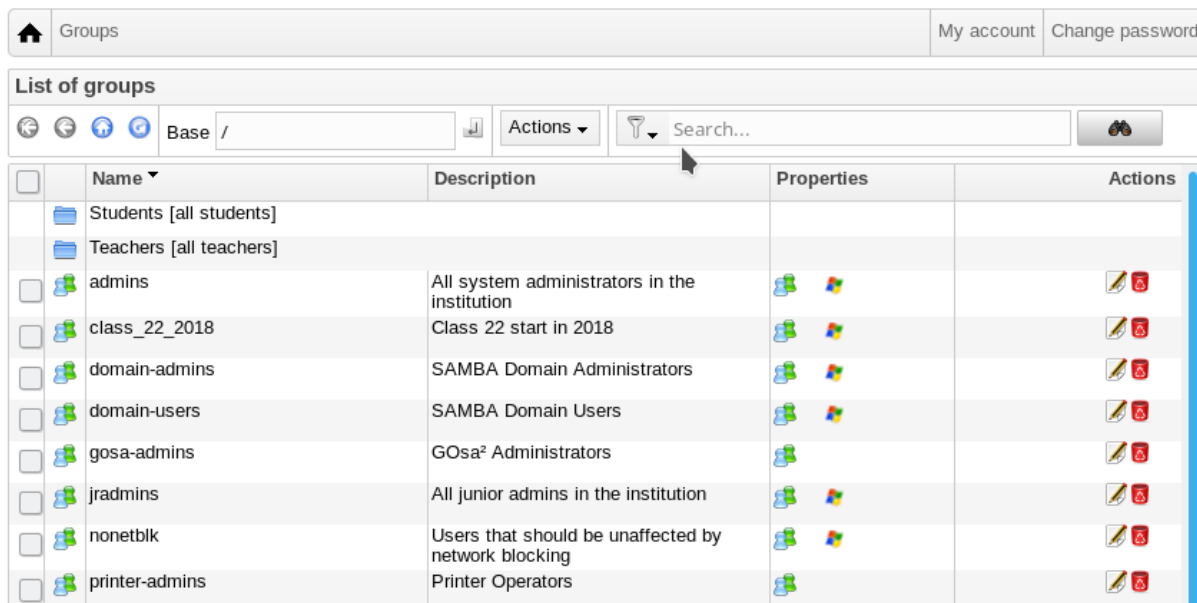 Groups My account Change password
List of groups
Base / Actions Search...
Name Description Properties Actions
Students [all students]
Teachers [all teachers]
admins All system administrators in the
institution
class_22_2018 Class 22 start in 2018
domain-admins SAMBA Domain Administrators
domain-users SAMBA Domain Users
gosa-admins GOsa² Administrators
jradmins All junior admins in the institution
nonetblk Users that should be unaffected by
network blocking
printer-admins Printer Operators